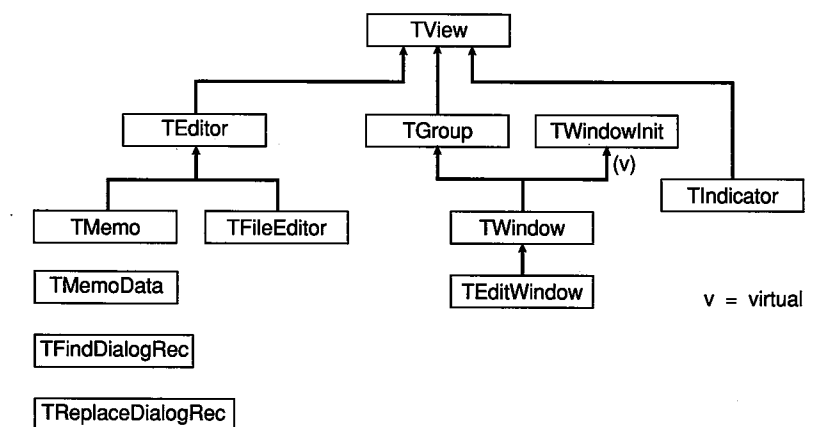 TView
TEditor
TGroup
TWindowInit
(v)
TIndicator
TMemo
TFileEditor
TWindow
TMemoData
TEditWindow
v = virtual
TFindDialogRec
TReplaceDialogRec